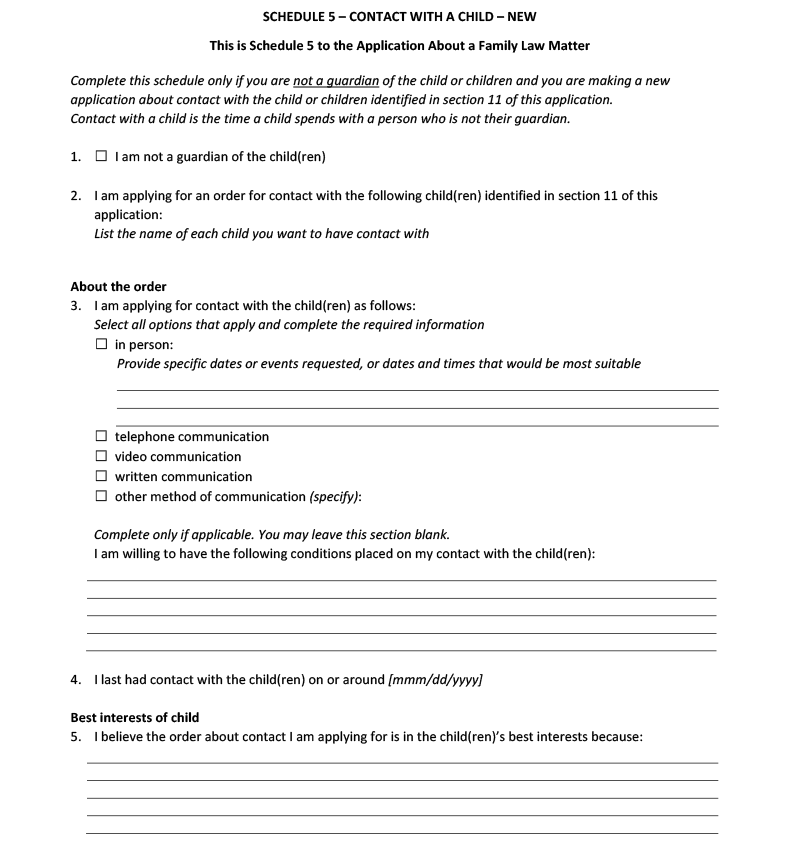 SCHEDULE 5 – CONTACT WITH A CHILD – NEW
This is Schedule 5 to the Application About a Family Law Matter
Complete this schedule only if you are not a guardian of the child or children and you are making a new
application about contact with the child or children identified in section 11 of this application.
Contact with a child is the time a child spends with a person who is not their guardian.
1. ☐ I am not a guardian of the child(ren)
2. I am applying for an order for contact with the following child(ren) identified in section 11 of this
application:
List the name of each child you want to have contact with
About the order
3. I am applying for contact with the child(ren) as follows:
Select all options that apply and complete the required information
☐ in person:
Provide specific dates or events requested, or dates and times that would be most suitable
☐ telephone communication
☐ video communication
☐ written communication
☐ other method of communication (specify):
Complete only if applicable. You may leave this section blank.
I am willing to have the following conditions placed on my contact with the child(ren):
4. I last had contact with the child(ren) on or around [mmm/dd/yyyy]
Best interests of child
5. I believe the order about contact I am applying for is in the child(ren)’s best interests because: